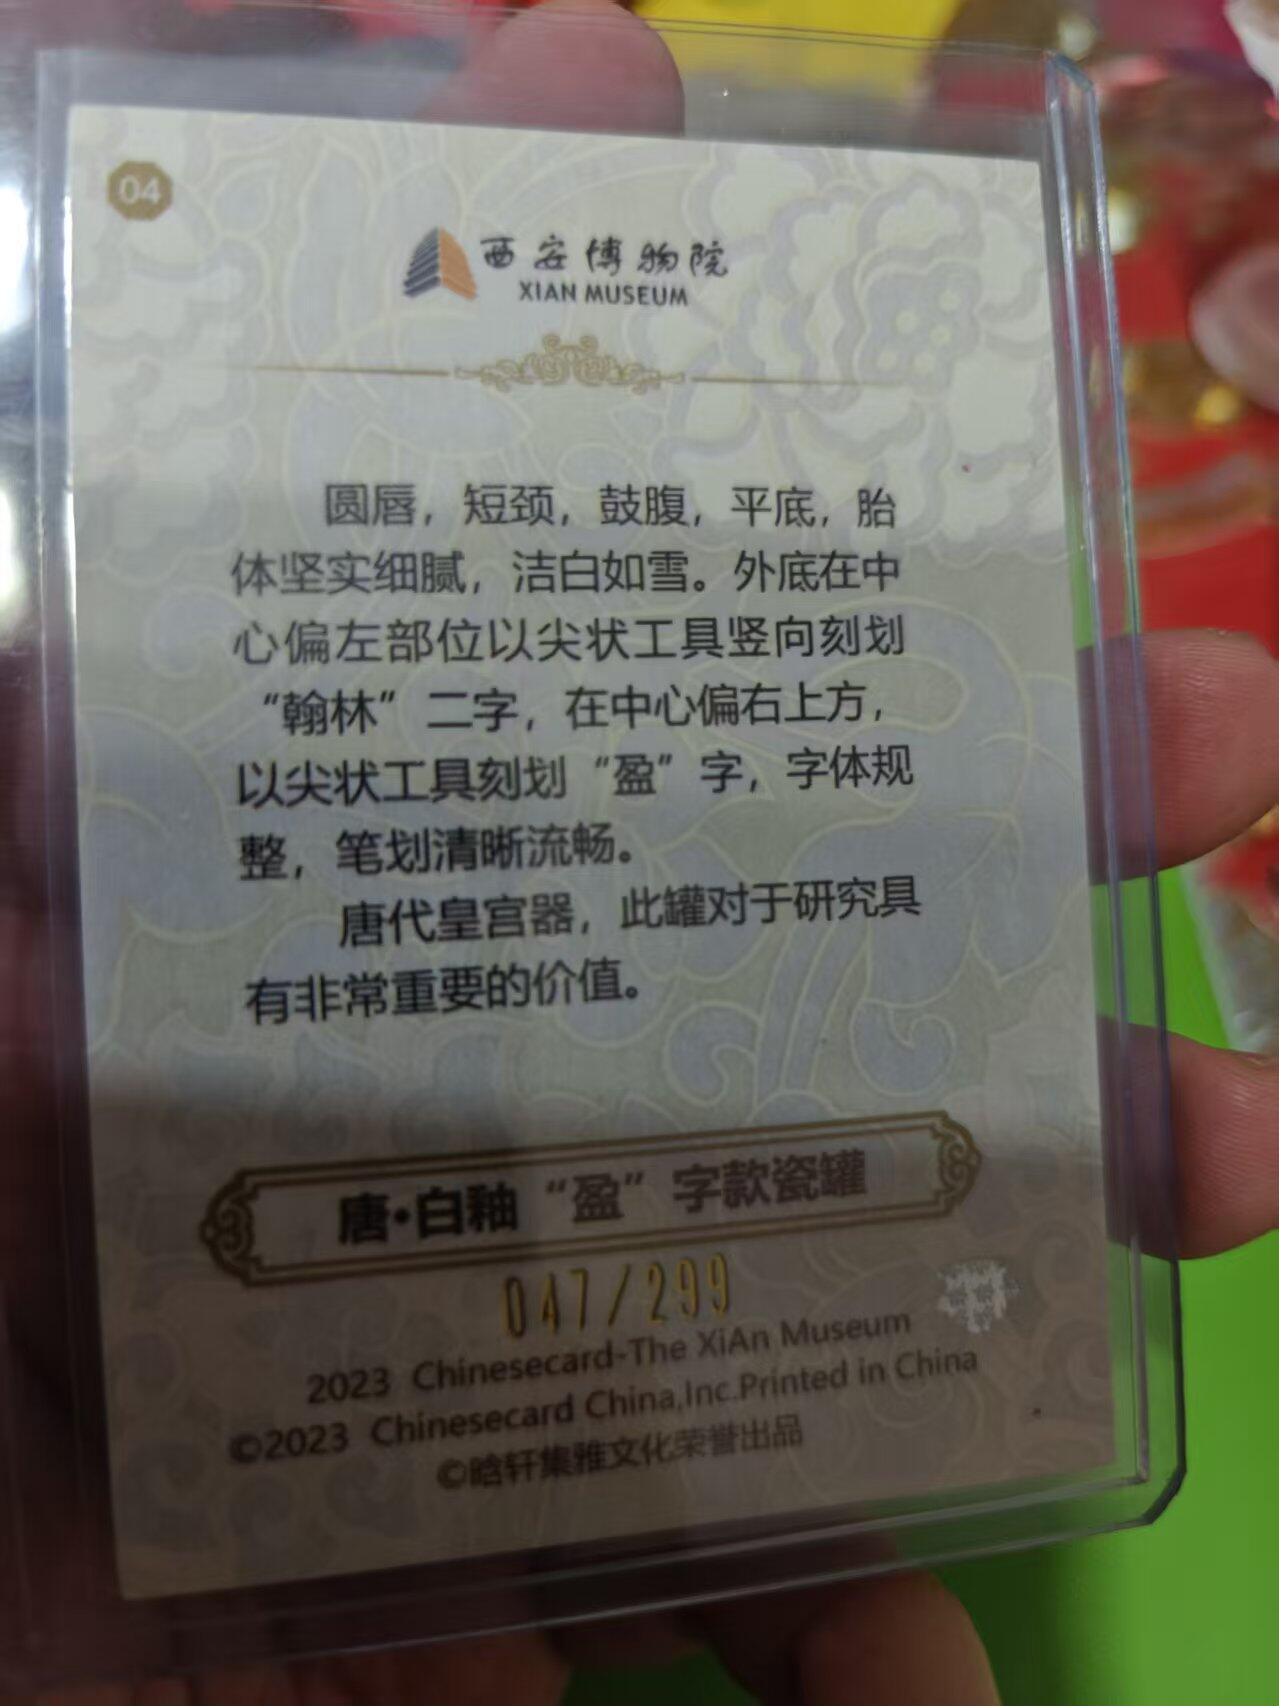 04
西安博物院
XIAN MUSEUM
圆唇，短颈，鼓腹，平底，胎
体坚实细腻，洁白如雪。外底在中
心偏左部位以尖状工具竖向刻划
“翰林”二字，在中心偏右上方，
以尖状工具刻划“盈”字，字体规
整，笔划清晰流畅。
唐代皇宫器，此罐对于研究具
有非常重要的价值。
唐·白釉“盈”字款瓷罐
047/299
2023 Chinesecard-The XiAn Museum
©2023 Chinesecard China,Inc.Printed in China
©晗轩集雅文化荣誉出品